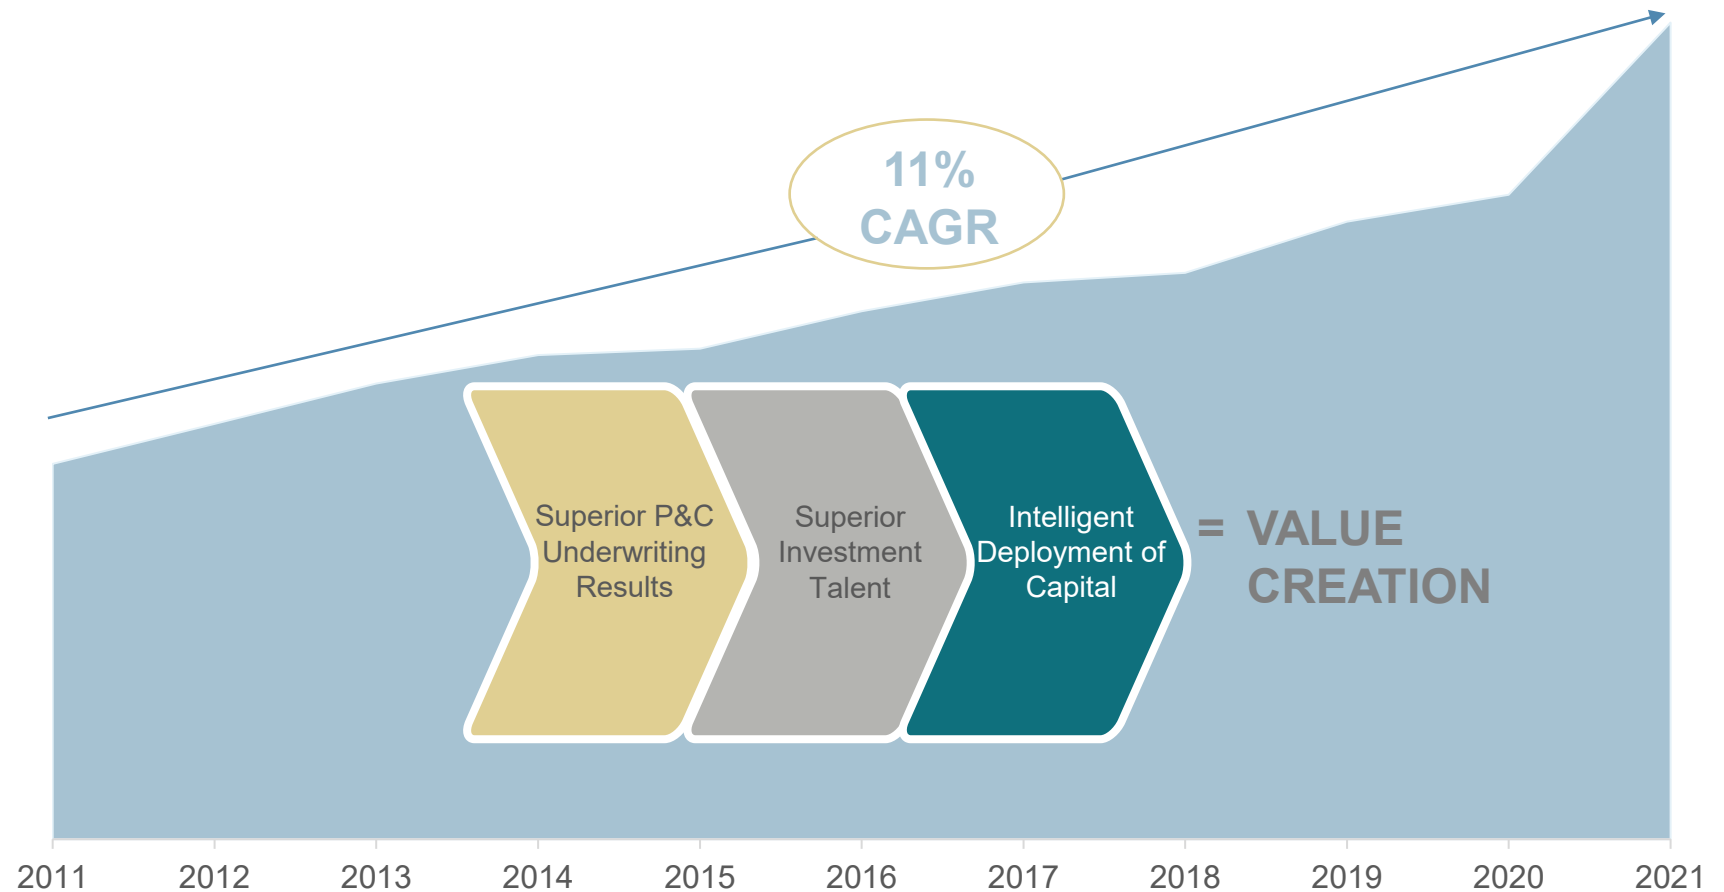 11%
CAGR
Superior P&C
Underwriting
Results
Superior
Investment
Talent
Intelligent
Deployment of
Capital
= VALUE
CREATION
2011 2012 2013 2014 2015 2016 2017 2018 2019 2020 2021